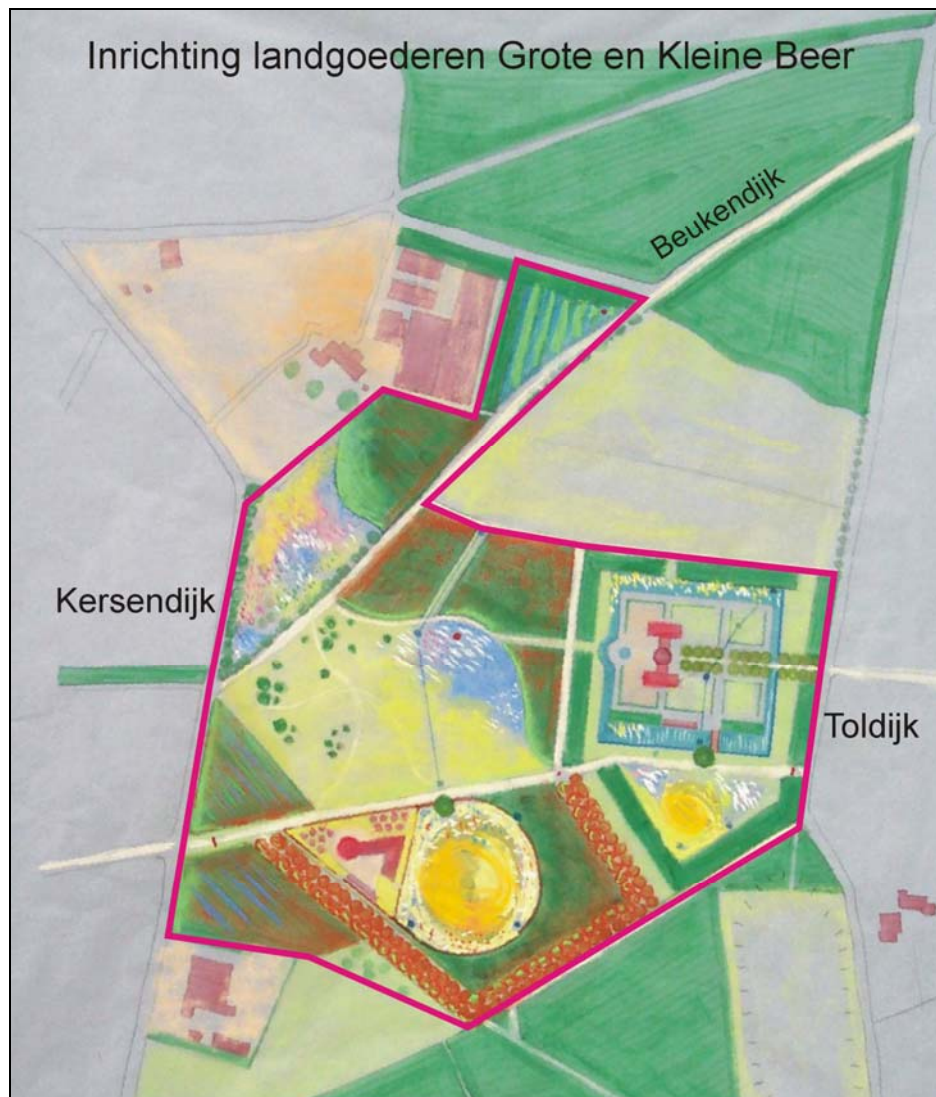 Inrichting landgoederen Grote en Kleine Beer
Beukendijk
Kersendijk
Toldijk